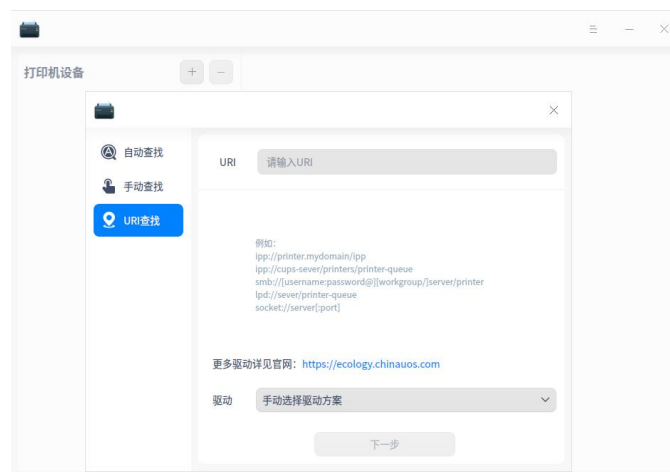 打印机设备
自动查找
手动查找
URI查找
URI 请输入URI
例如：
ipp://printer.mydomain/ipp
ipp://cups-sever/printers/printer-queue
smb://[username:password@][workgroup/]server/printer
lpd://sever/printer-queue
socket://server[:port]
更多驱动详见官网：https://ecology.chinauos.com
驱动 手动选择驱动方案
下一步